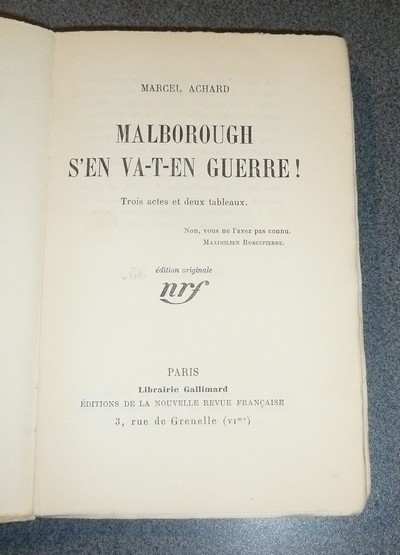 MARCEL ACHARD
MALBOROUGH
S'EN VA-T-EN GUERRE !
Trois actes et deux tableaux.
Non, vous ne l'avez pas connu.
MAXIMILIEN ROBESPIERRE.
édition originale
nrf
PARIS
Librairie Gallimard
ÉDITIONS DE LA NOUVELLE REVUE FRANÇAISE
3, rue de Grenelle (VIme)